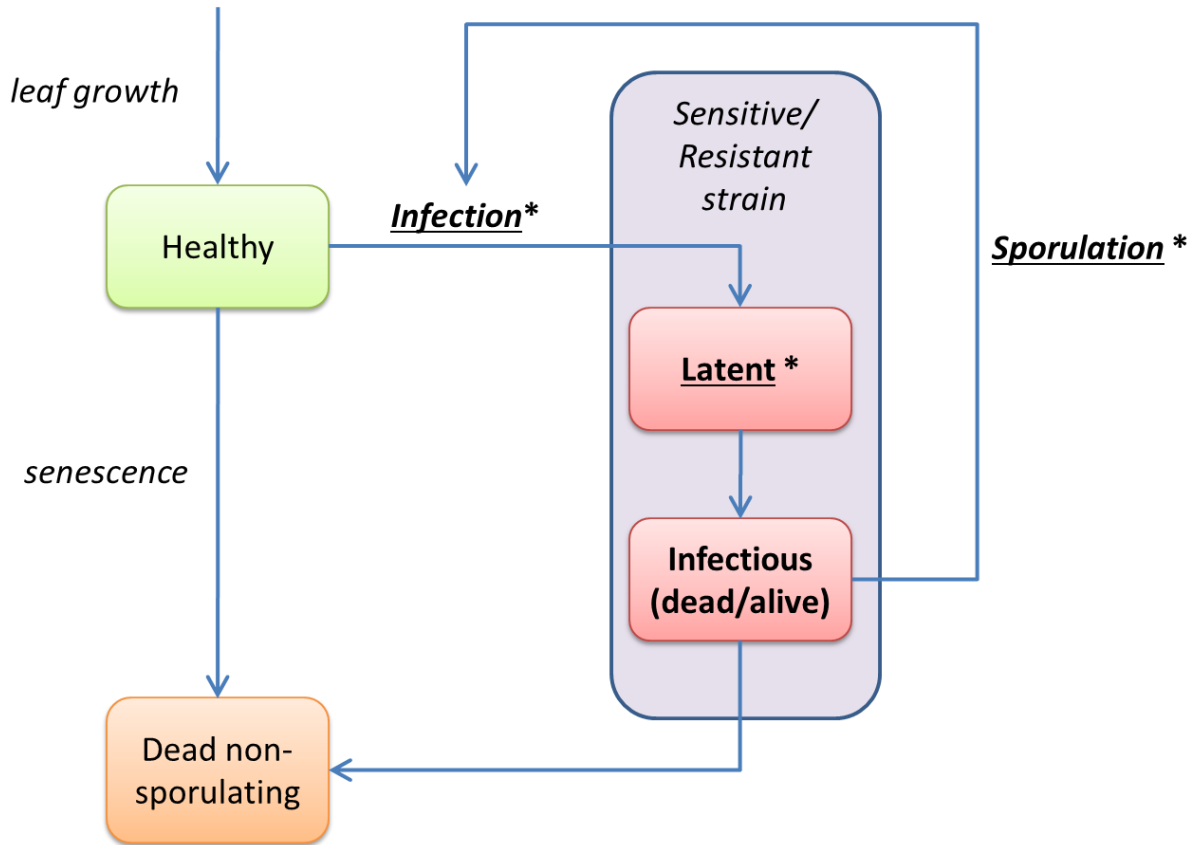 leaf growth
Sensitive/
Resistant
strain
Infection*
Healthy
Sporulation *
Latent *
senescence
Infectious
(dead/alive)
Dead non-
sporulating